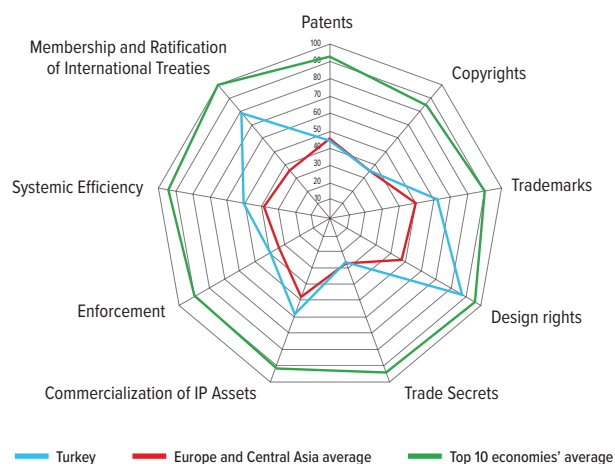 Patents
Membership and Ratification
of International Treaties
Copyrights
100
90
80
70
60
50
40
30
20
10
0
Systemic Efficiency
Trademarks
Enforcement
Design rights
Commercialization of IP Assets
Trade Secrets
Turkey
Europe and Central Asia average
Top 10 economies’ average